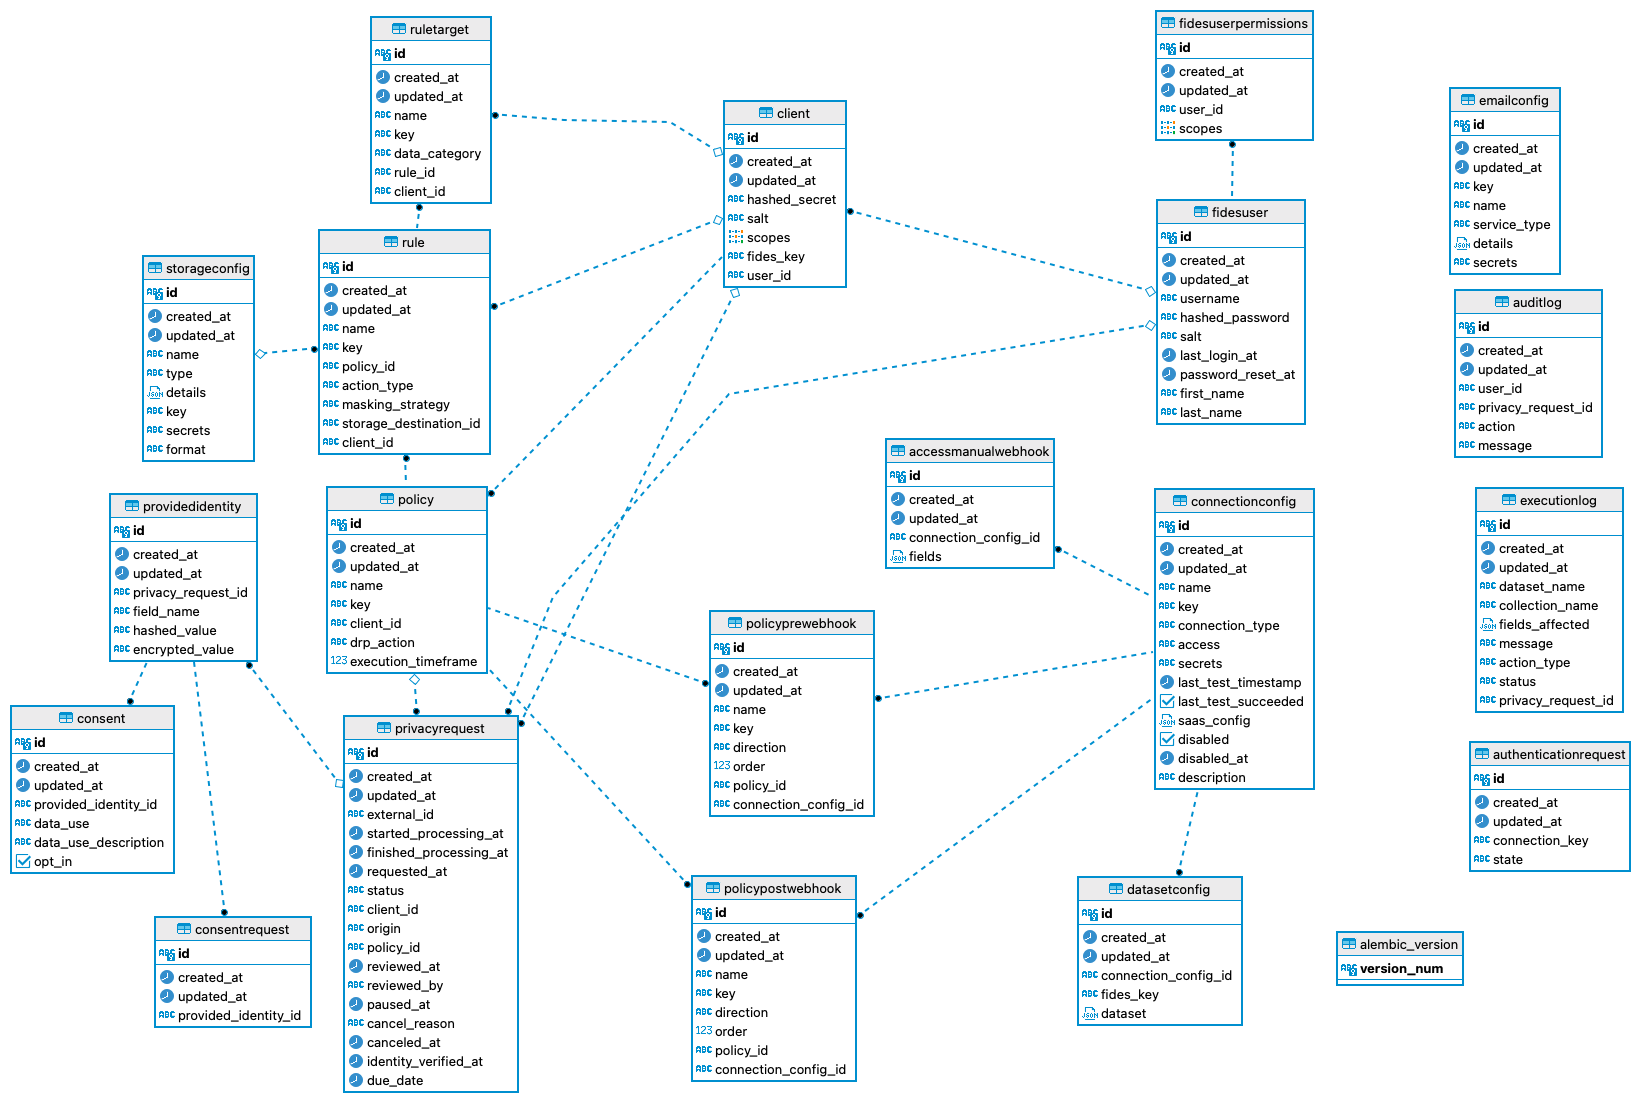 ruletarget
id
created_at
updated_at
name
key
data_category
rule_id
client_id
client
id
created_at
updated_at
hashed_secret
salt
scopes
fides_key
user_id
fidesuserpermissions
id
created_at
updated_at
user_id
scopes
emailconfig
id
created_at
updated_at
key
name
service_type
details
secrets
storageconfig
id
created_at
updated_at
name
type
details
key
secrets
format
rule
id
created_at
updated_at
name
key
policy_id
action_type
masking_strategy
storage_destination_id
client_id
fidesuser
id
created_at
updated_at
username
hashed_password
salt
last_login_at
password_reset_at
first_name
last_name
auditlog
id
created_at
updated_at
user_id
privacy_request_id
action
message
providedidentity
id
created_at
updated_at
privacy_request_id
field_name
hashed_value
encrypted_value
policy
id
created_at
updated_at
name
key
client_id
drp_action
123 execution_timeframe
accessmanualwebhook
id
created_at
updated_at
connection_config_id
fields
connectionconfig
id
created_at
updated_at
name
key
connection_type
access
secrets
last_test_timestamp
last_test_succeeded
saas_config
disabled
disabled_at
description
executionlog
id
created_at
updated_at
dataset_name
collection_name
fields_affected
message
action_type
status
privacy_request_id
consent
id
created_at
updated_at
provided_identity_id
data_use
data_use_description
opt_in
privacyrequest
id
created_at
updated_at
external_id
started_processing_at
finished_processing_at
requested_at
status
client_id
origin
policy_id
reviewed_at
reviewed_by
paused_at
cancel_reason
canceled_at
identity_verified_at
due_date
policyprewebhook
id
created_at
updated_at
name
key
direction
123 order
policy_id
connection_config_id
authenticationrequest
id
created_at
updated_at
connection_key
state
consentrequest
id
created_at
updated_at
provided_identity_id
policypostwebhook
id
created_at
updated_at
name
key
direction
123 order
policy_id
connection_config_id
datasetconfig
id
created_at
updated_at
connection_config_id
fides_key
dataset
alembic_version
version_num